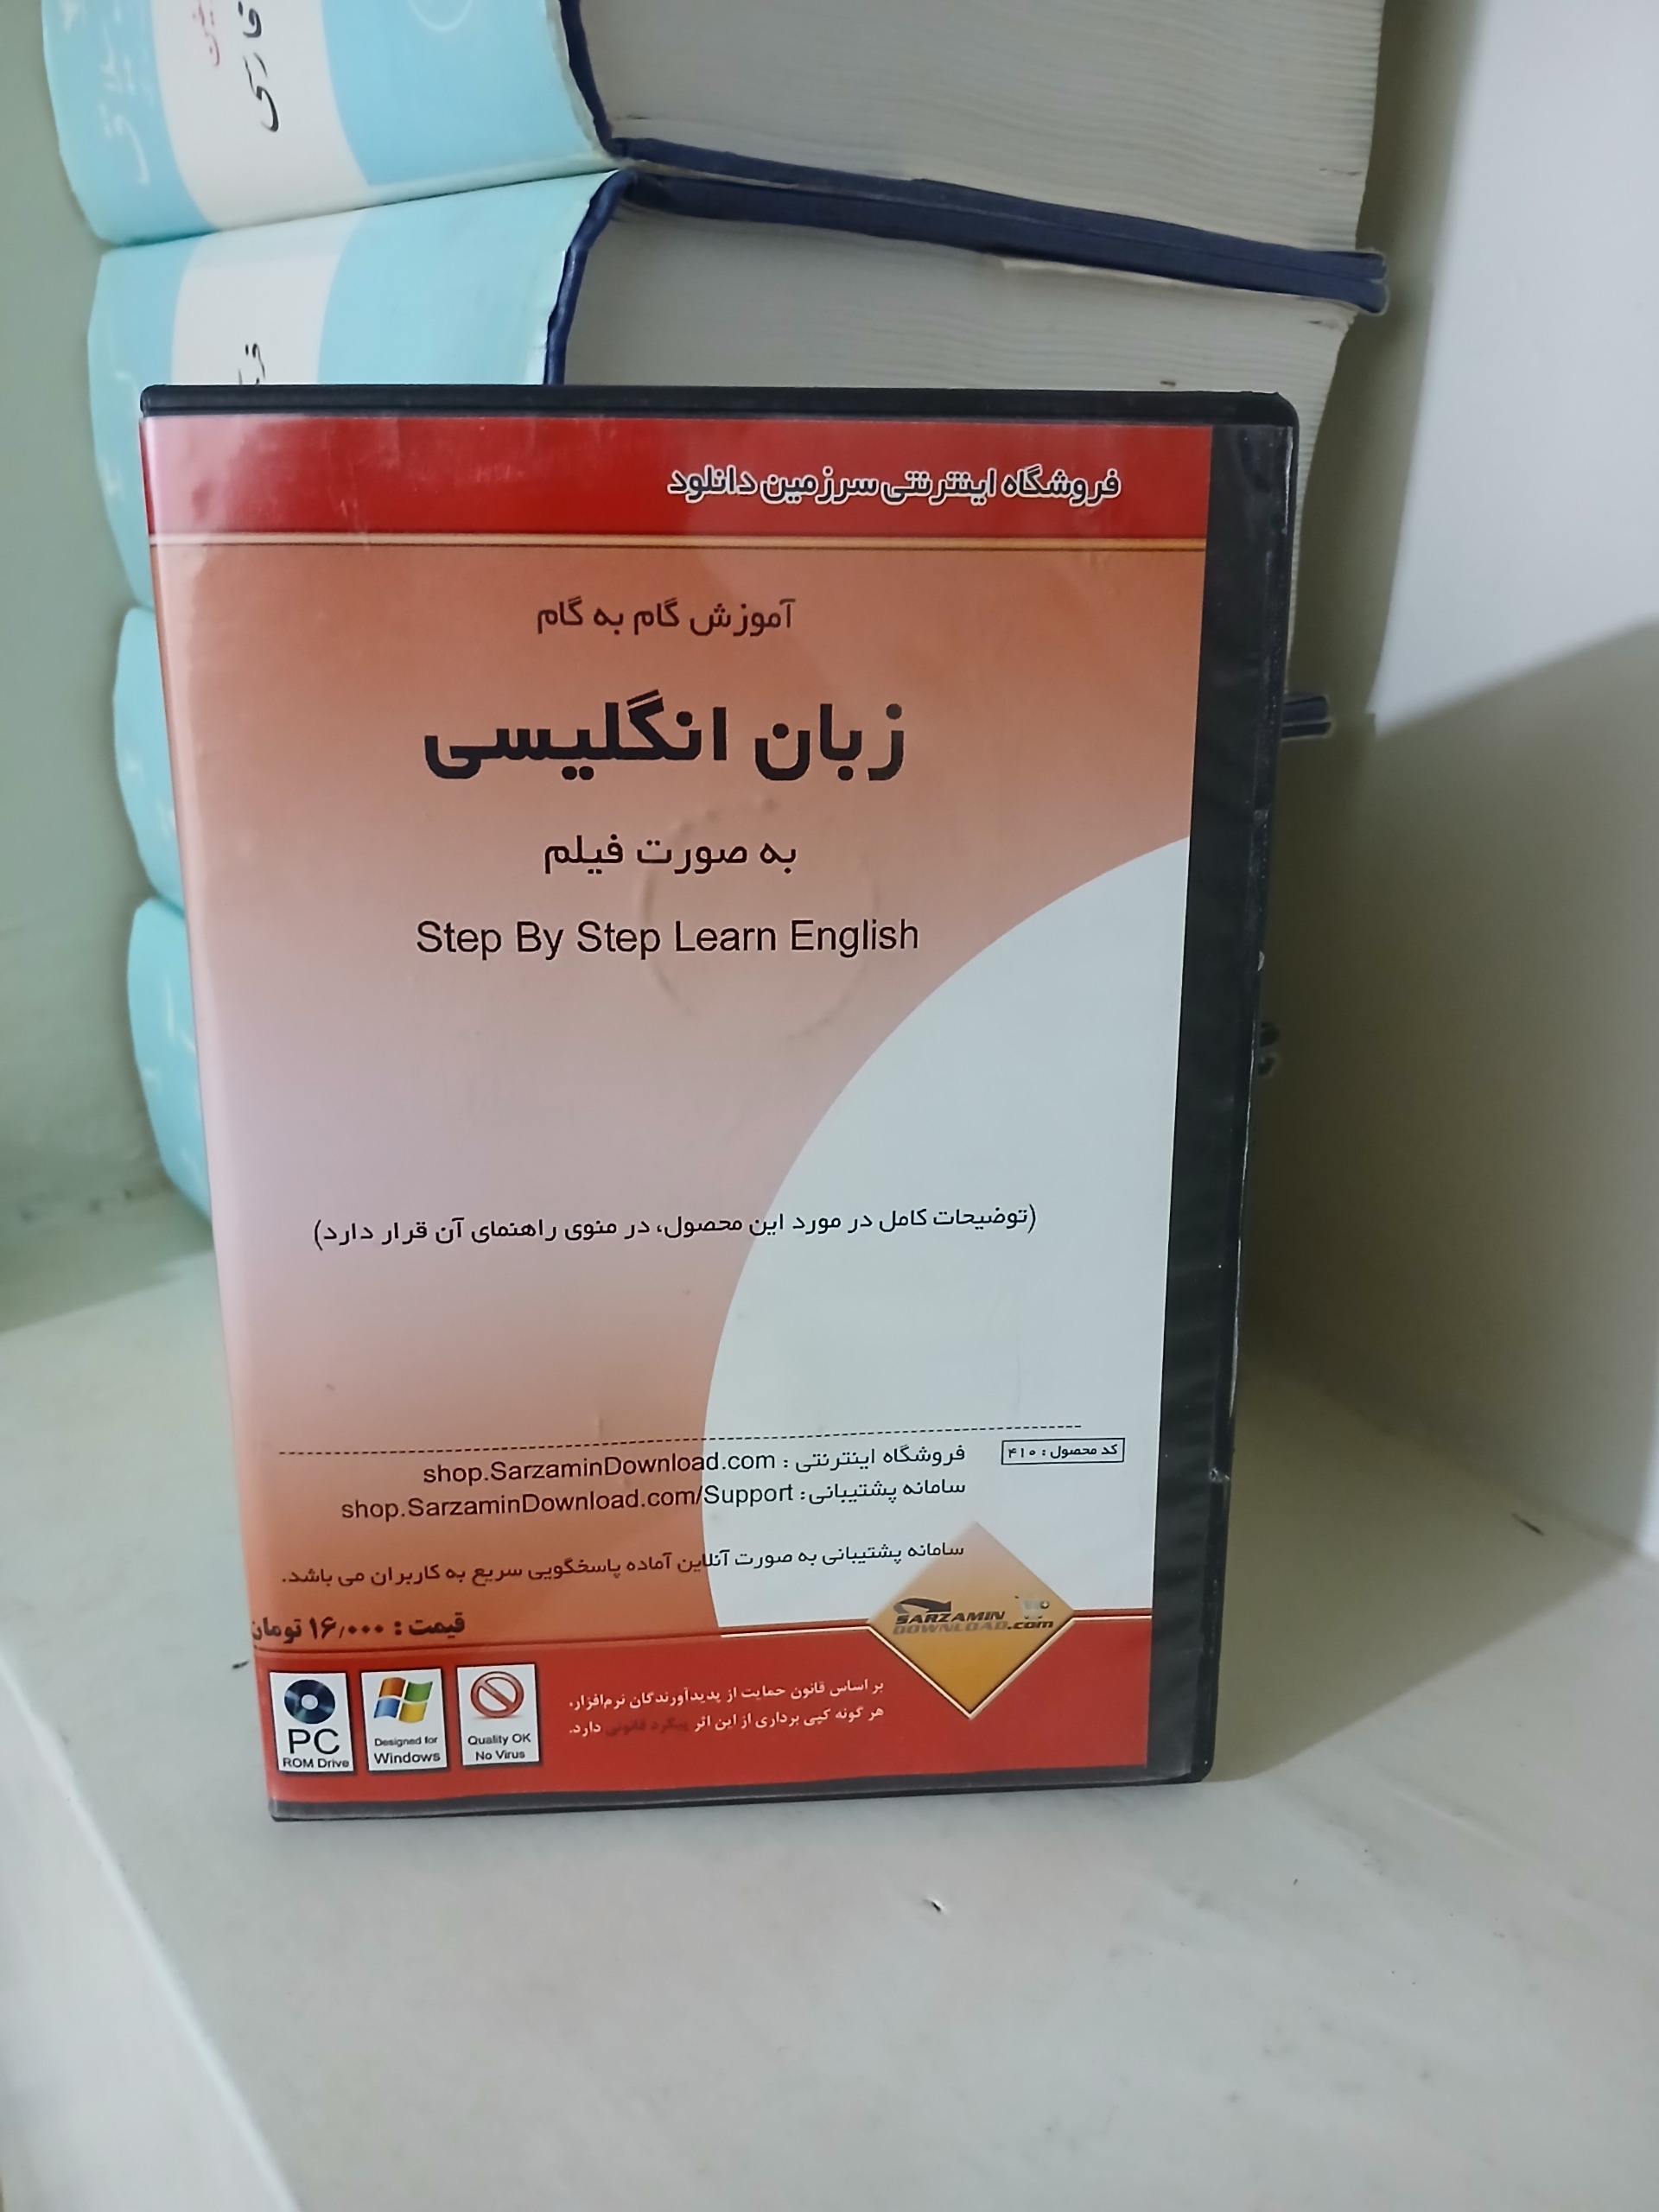 فارسی
فروشگاه اینترنتی سرزمین دانلود
آموزش گام به گام
زبان انگلیسی
به صورت فیلم
Step By Step Learn English
(توضیحات کامل در مورد این محصول، در منوی راهنمای آن قرار دارد)
کد محصول : ۴۱۰
فروشگاه اینترنتی : shop.SarzaminDownload.com
سامانه پشتیبانی: shop.SarzaminDownload.com/Support
سامانه پشتیبانی به صورت آنلاین آماده پاسخگویی سریع به کاربران می باشد.
قیمت : ۱۶٫۰۰۰ تومان
SARZAMIN
DOWNLOAD.com
بر اساس قانون حمایت از پدیدآورندگان نرم‌افزار،
هر گونه کپی برداری از این اثر پیگرد قانونی دارد.
PC
ROM Drive
Designed for
Windows
Quality OK
No Virus